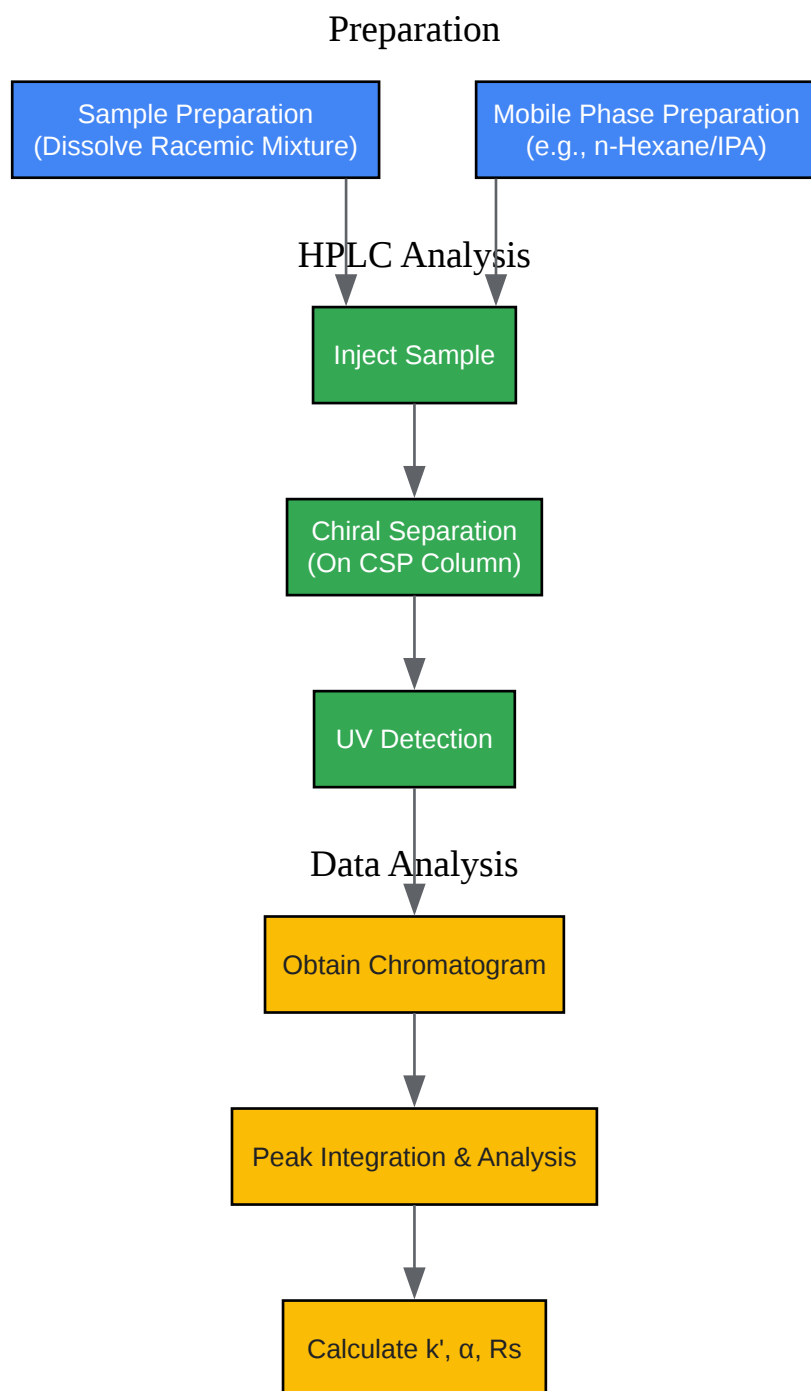 Preparation
Sample Preparation
(Dissolve Racemic Mixture)
Mobile Phase Preparation
(e.g., n-Hexane/IPA)
HPLC Analysis
Inject Sample
Chiral Separation
(On CSP Column)
UV Detection
Data Analysis
Obtain Chromatogram
Peak Integration & Analysis
Calculate k', α, Rs